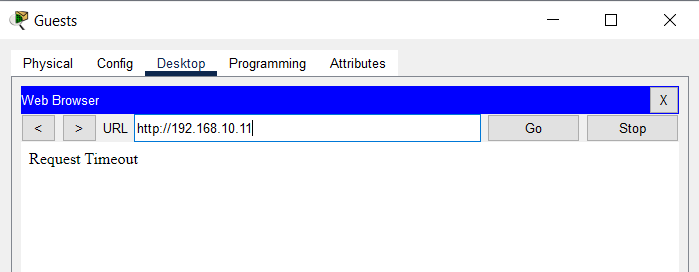 Guests
Physical Config Desktop Programming Attributes
Web Browser X
< > URL http://192.168.10.11 Go Stop
Request Timeout